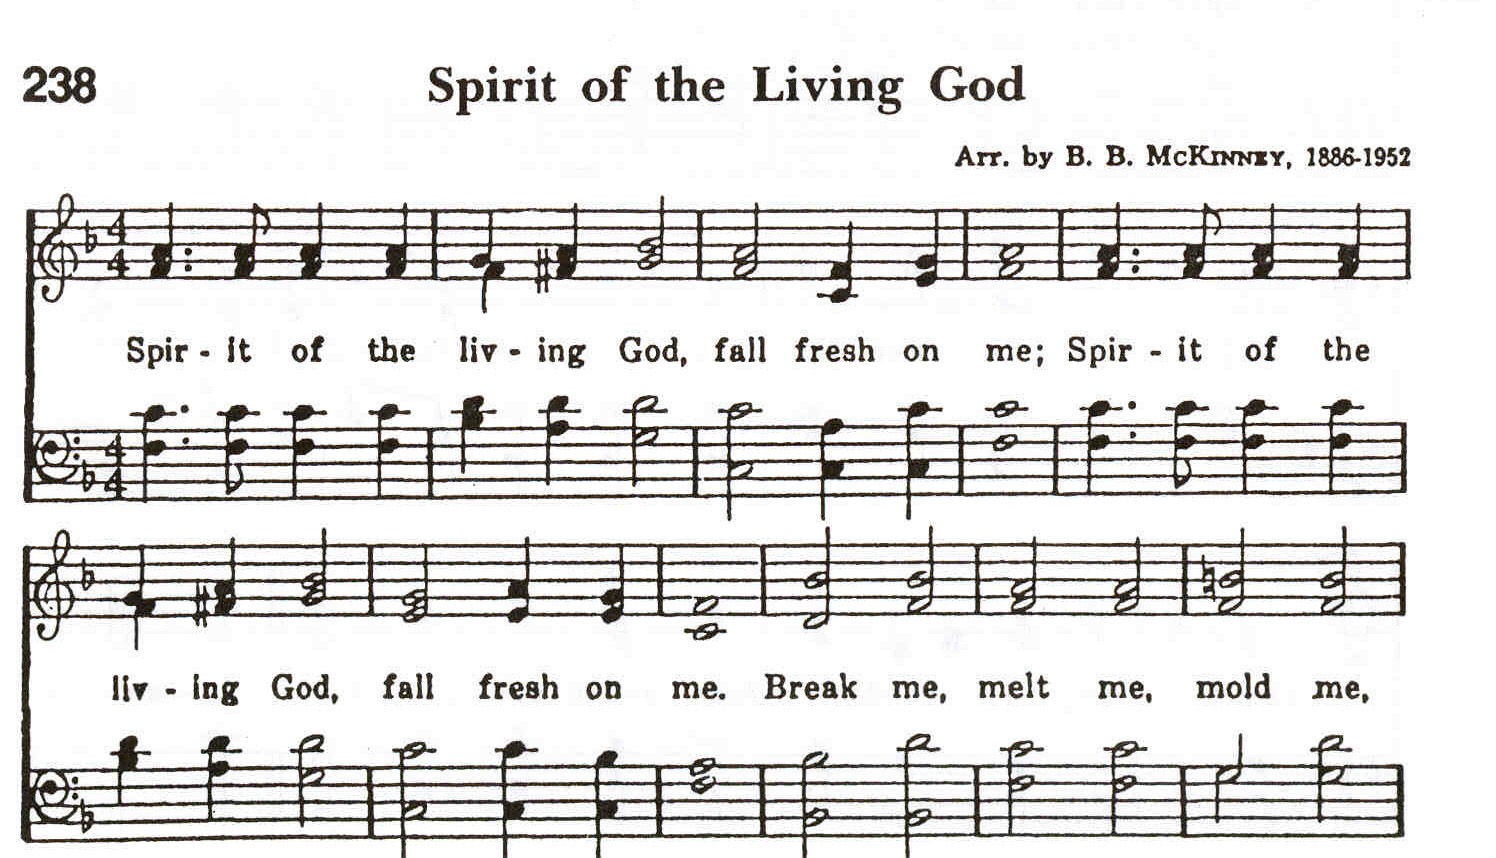 238
Spirit of the Living God
Arr. by B. B. McKinney, 1886-1952
Spir - it of the liv - ing God, fall fresh on me; Spir - it of the
liv - ing God, fall fresh on me. Break me, melt me, mold me,